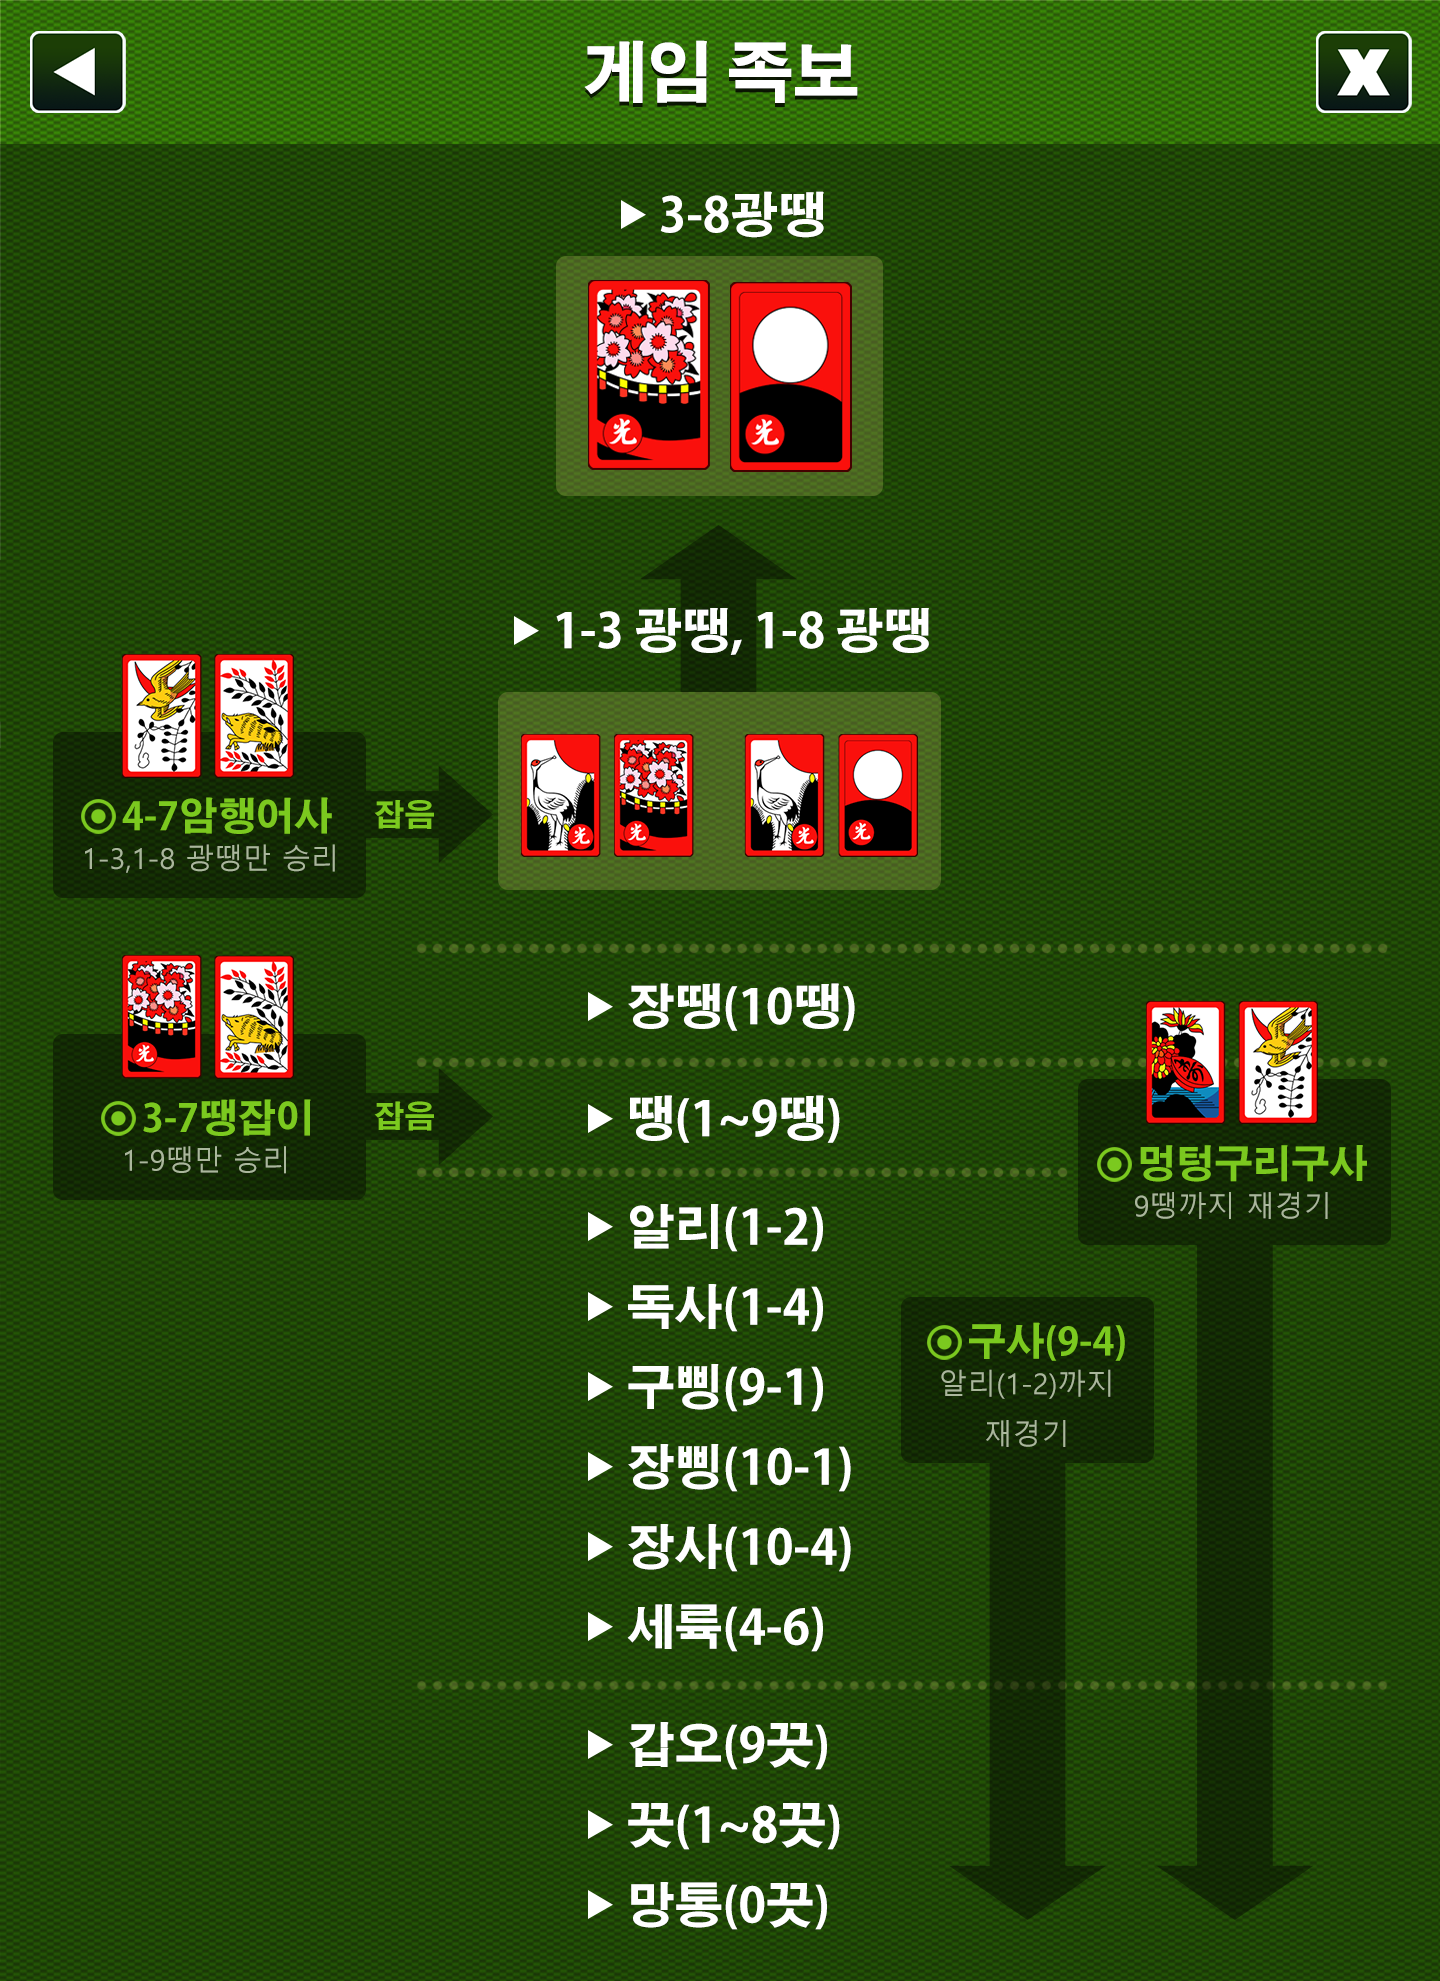 게임 족보
X
▶ 3-8광땡
光 光
▶ 1-3 광땡, 1-8 광땡
光 光 光 光
◉4-7암행어사
1-3,1-8 광땡만 승리
잡음
▶ 장땡(10땡)
光
◉3-7땡잡이
1-9땡만 승리
잡음
▶ 땡(1~9땡)
◉멍텅구리구사
9땡까지 재경기
▶ 알리(1-2)
▶ 독사(1-4)
◉구사(9-4)
알리(1-2)까지
재경기
▶ 구삥(9-1)
▶ 장삥(10-1)
▶ 장사(10-4)
▶ 세륙(4-6)
▶ 갑오(9끗)
▶ 끗(1~8끗)
▶ 망통(0끗)